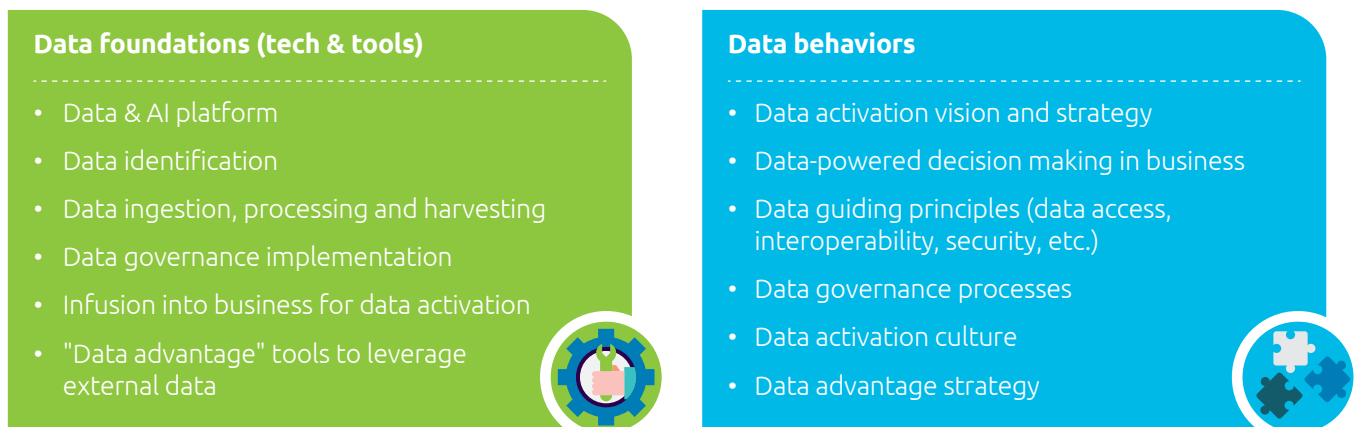 Data foundations (tech & tools)
• Data & AI platform
• Data identification
• Data ingestion, processing and harvesting
• Data governance implementation
• Infusion into business for data activation
• "Data advantage" tools to leverage
external data
Data behaviors
• Data activation vision and strategy
• Data-powered decision making in business
• Data guiding principles (data access,
interoperability, security, etc.)
• Data governance processes
• Data activation culture
• Data advantage strategy